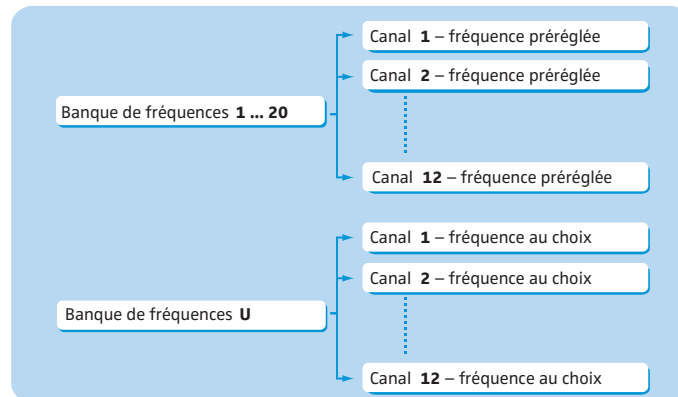 Canal 1 – fréquence préréglée
Canal 2 – fréquence préréglée
Banque de fréquences 1 ... 20
Canal 12 – fréquence préréglée
Canal 1 – fréquence au choix
Canal 2 – fréquence au choix
Banque de fréquences U
Canal 12 – fréquence au choix